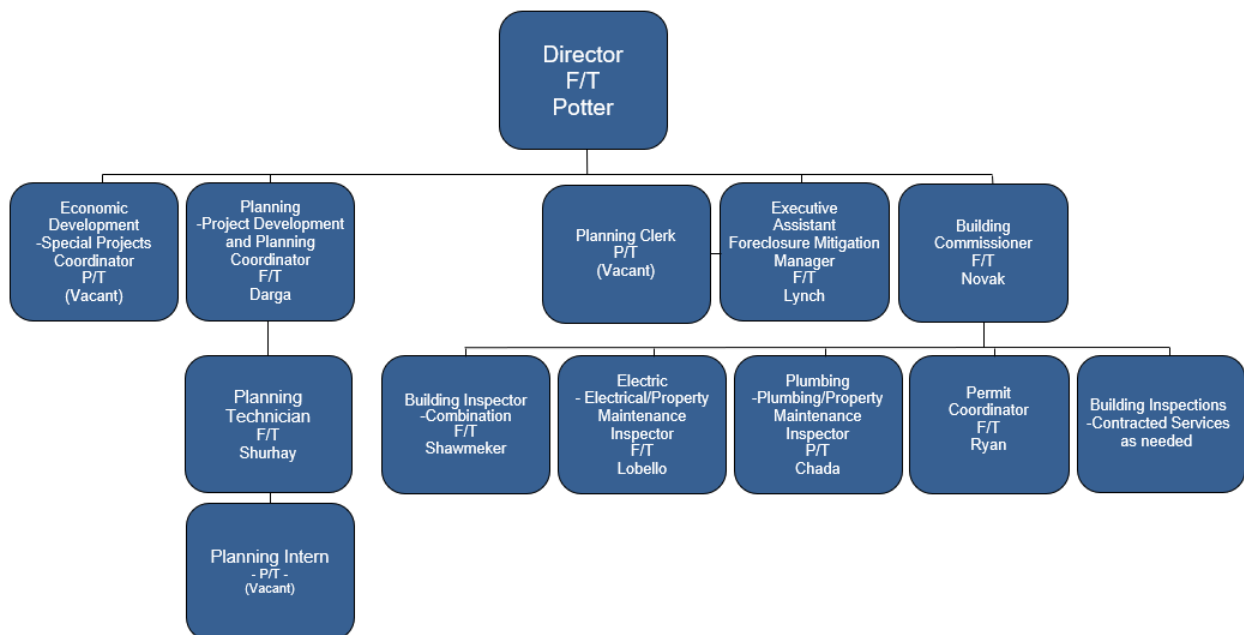 Director
F/T
Potter
Economic
Development
-Special Projects
Coordinator
P/T
(Vacant)
Planning
-Project Development
and Planning
Coordinator
F/T
Darga
Planning Clerk
P/T
(Vacant)
Executive
Assistant
Foreclosure Mitigation
Manager
F/T
Lynch
Building
Commissioner
F/T
Novak
Planning
Technician
F/T
Shurhay
Building Inspector
-Combination
F/T
Shawmeker
Electric
- Electrical/Property
Maintenance
Inspector
F/T
Lobello
Plumbing
-Plumbing/Property
Maintenance
Inspector
P/T
Chada
Permit
Coordinator
F/T
Ryan
Building Inspections
-Contracted Services
as needed
Planning Intern
- P/T -
(Vacant)